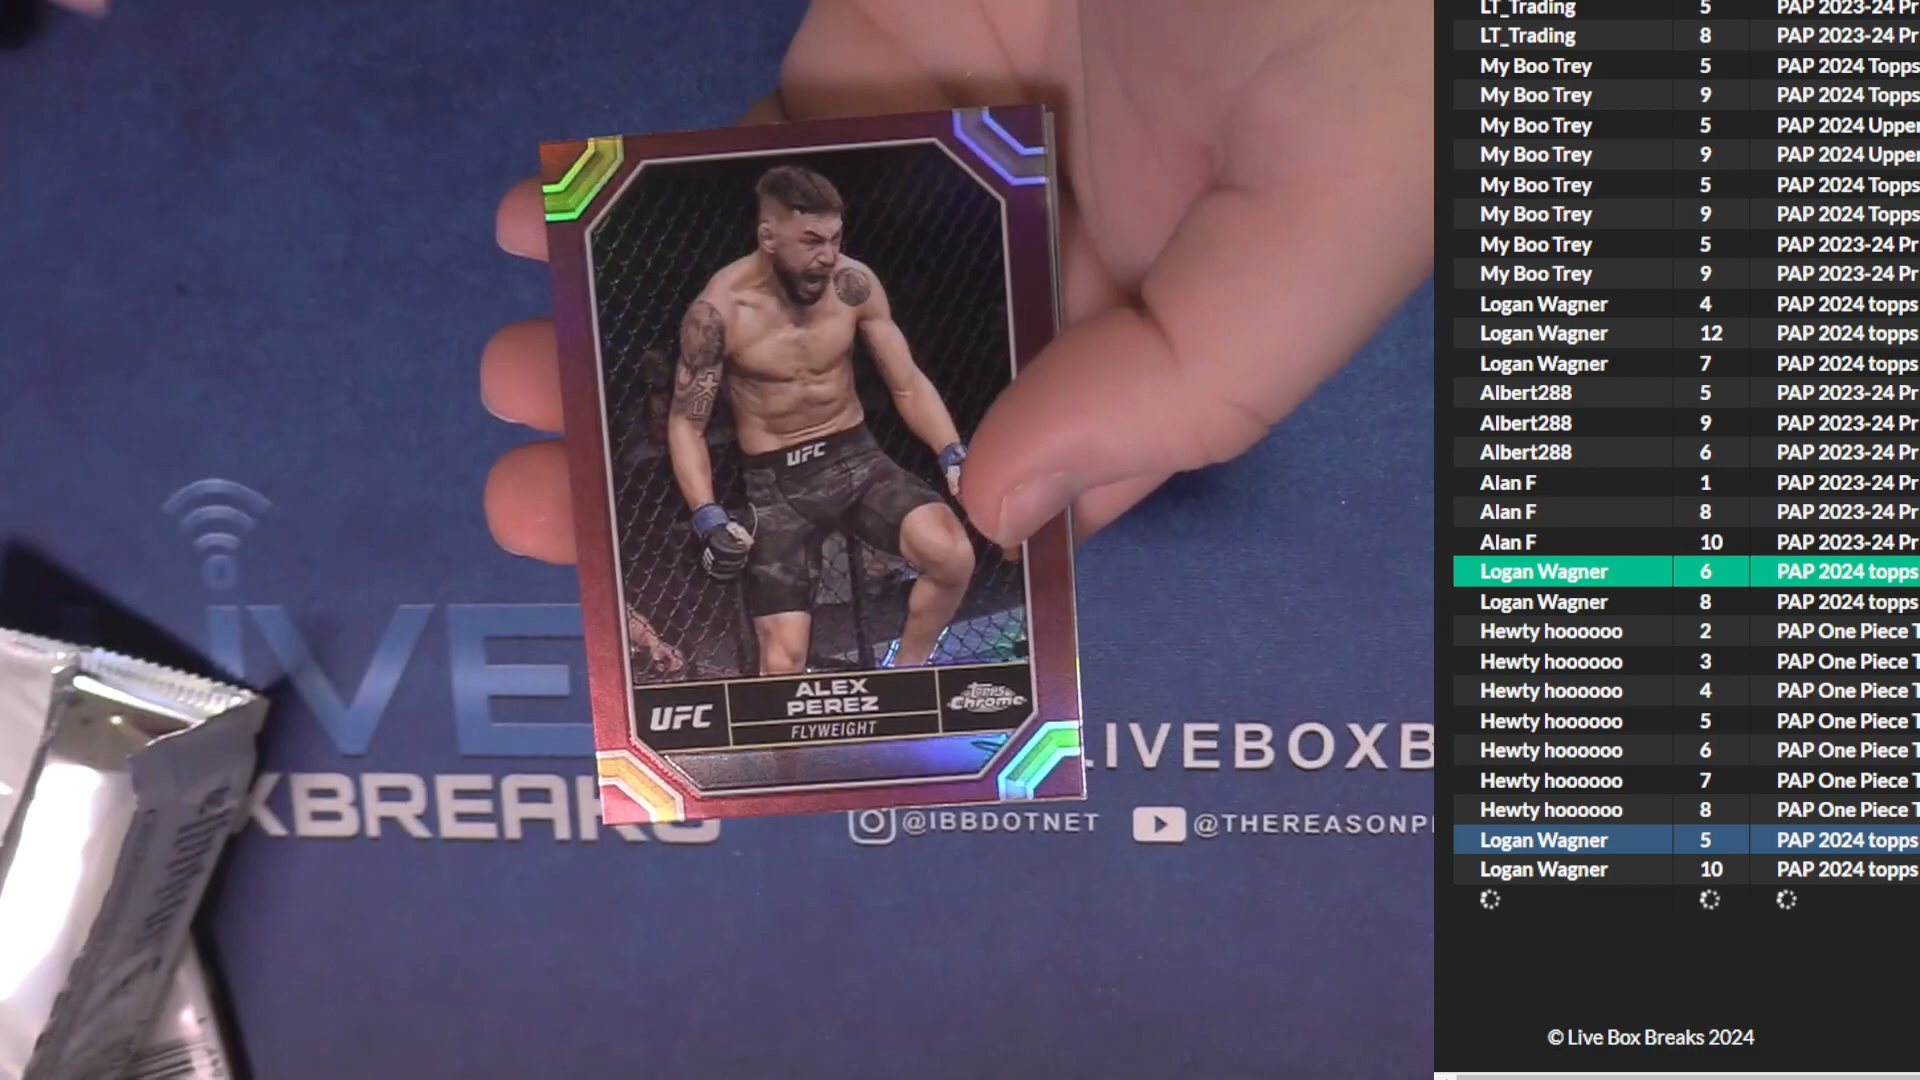 UFC
ALEX
PEREZ
FLYWEIGHT
Topps
Chrome
UFC
LIVE
XBREAK
LIVEBOXB
@IBBDOTNET
@THEREASONP
LT_Trading 5 PAP 2023-24 Pr
LT_Trading 8 PAP 2023-24 Pr
My Boo Trey 5 PAP 2024 Topps
My Boo Trey 9 PAP 2024 Topps
My Boo Trey 5 PAP 2024 Upper
My Boo Trey 9 PAP 2024 Upper
My Boo Trey 5 PAP 2024 Topps
My Boo Trey 9 PAP 2024 Topps
My Boo Trey 5 PAP 2023-24 Pr
My Boo Trey 9 PAP 2023-24 Pr
Logan Wagner 4 PAP 2024 topps
Logan Wagner 12 PAP 2024 topps
Logan Wagner 7 PAP 2024 topps
Albert288 5 PAP 2023-24 Pr
Albert288 9 PAP 2023-24 Pr
Albert288 6 PAP 2023-24 Pr
Alan F 1 PAP 2023-24 Pr
Alan F 8 PAP 2023-24 Pr
Alan F 10 PAP 2023-24 Pr
Logan Wagner 6 PAP 2024 topps
Logan Wagner 8 PAP 2024 topps
Hewty hoooooo 2 PAP One Piece T
Hewty hoooooo 3 PAP One Piece T
Hewty hoooooo 4 PAP One Piece T
Hewty hoooooo 5 PAP One Piece T
Hewty hoooooo 6 PAP One Piece T
Hewty hoooooo 7 PAP One Piece T
Hewty hoooooo 8 PAP One Piece T
Logan Wagner 5 PAP 2024 topps
Logan Wagner 10 PAP 2024 topps
© Live Box Breaks 2024